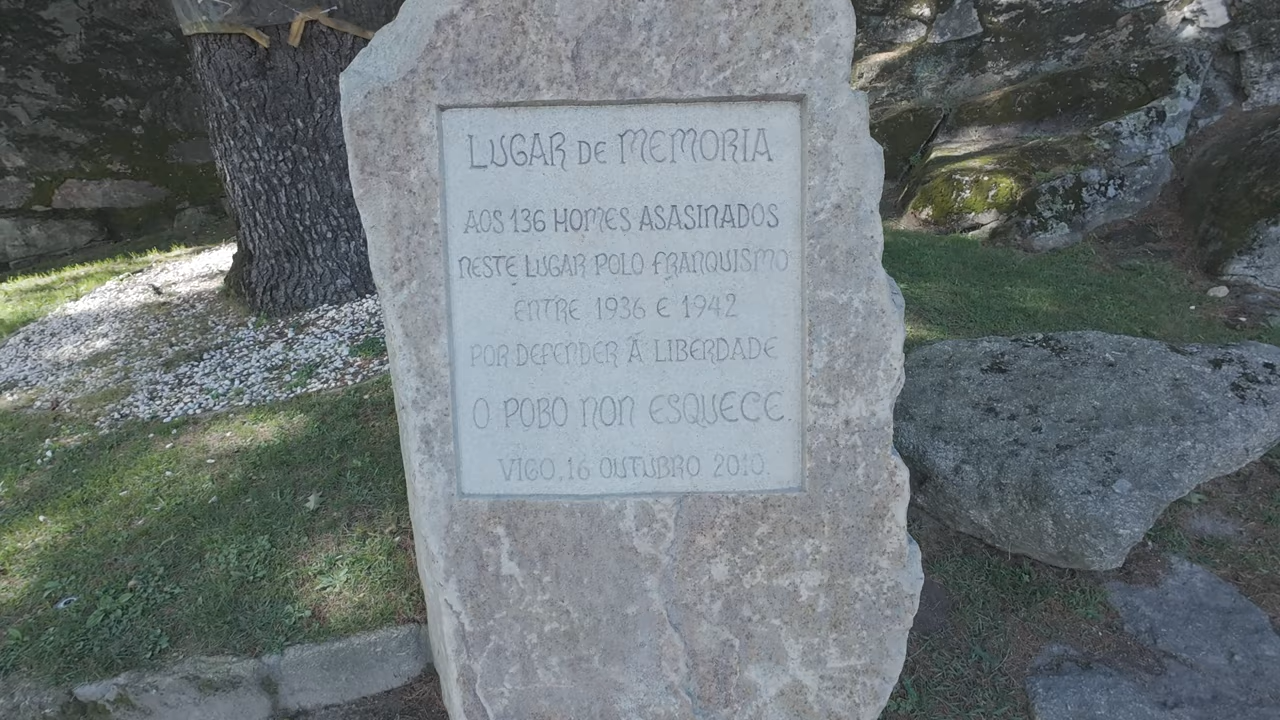 LUGAR DE MEMORIA
AOS 136 HOMES ASASINADOS
NESTE LUGAR POLO FRANQUISMO
ENTRE 1936 E 1942
POR DEFENDER Á LIBERDADE
O POBO NON ESQUECE.
VIGO, 16 OUTUBRO 2010.